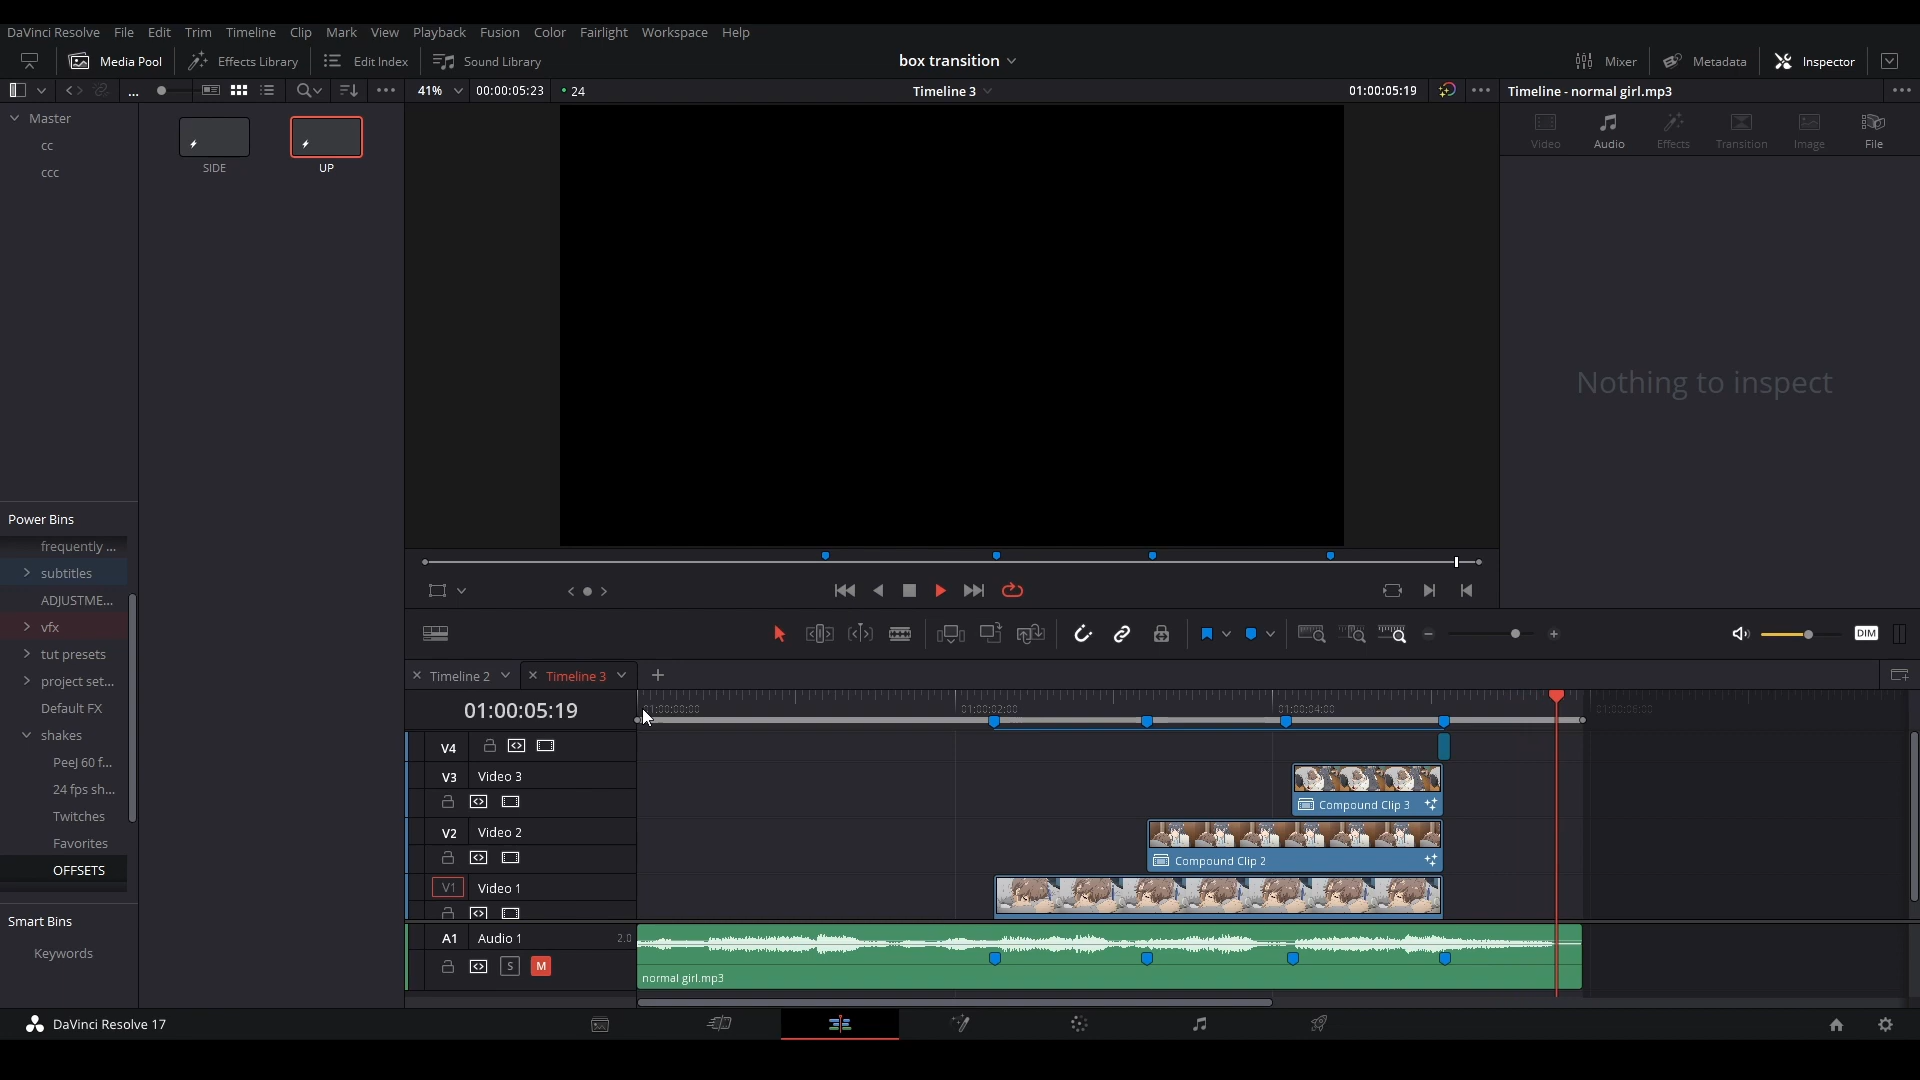 DaVinci Resolve File Edit Trim Timeline Clip Mark View Playback Fusion Color Fairlight Workspace Help
Media Pool Effects Library Edit Index Sound Library box transition Mixer Metadata Inspector
... 41% 00:00:05:23 24 Timeline 3 01:00:05:19 Timeline - normal girl.mp3
Master
cc
ccc
SIDE UP
Video Audio Effects Transition Image File
Nothing to inspect
Power Bins
frequently ...
subtitles
ADJUSTME...
vfx
tut presets
project set...
Default FX
shakes
PeeJ 60 f...
24 fps sh...
Twitches
Favorites
OFFSETS
Smart Bins
Keywords
DIM
Timeline 2 Timeline 3
01:00:05:19 01:00:00:00 01:00:02:00 01:00:04:00 01:00:06:00
V4
V3 Video 3
Compound Clip 3
V2 Video 2
Compound Clip 2
V1 Video 1
A1 Audio 1 2.0
S M
normal girl.mp3
DaVinci Resolve 17